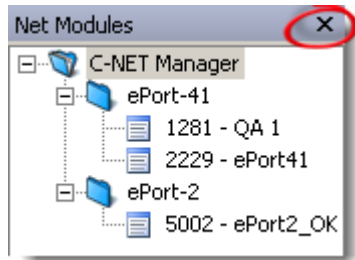 Net Modules
C-NET Manager
ePort-41
1281 - QA 1
2229 - ePort41
ePort-2
5002 - ePort2_OK